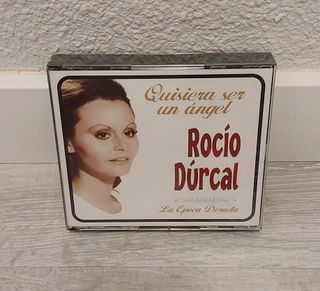 Quisiera ser
un ángel
Rocío
Dúrcal
La Época Dorada